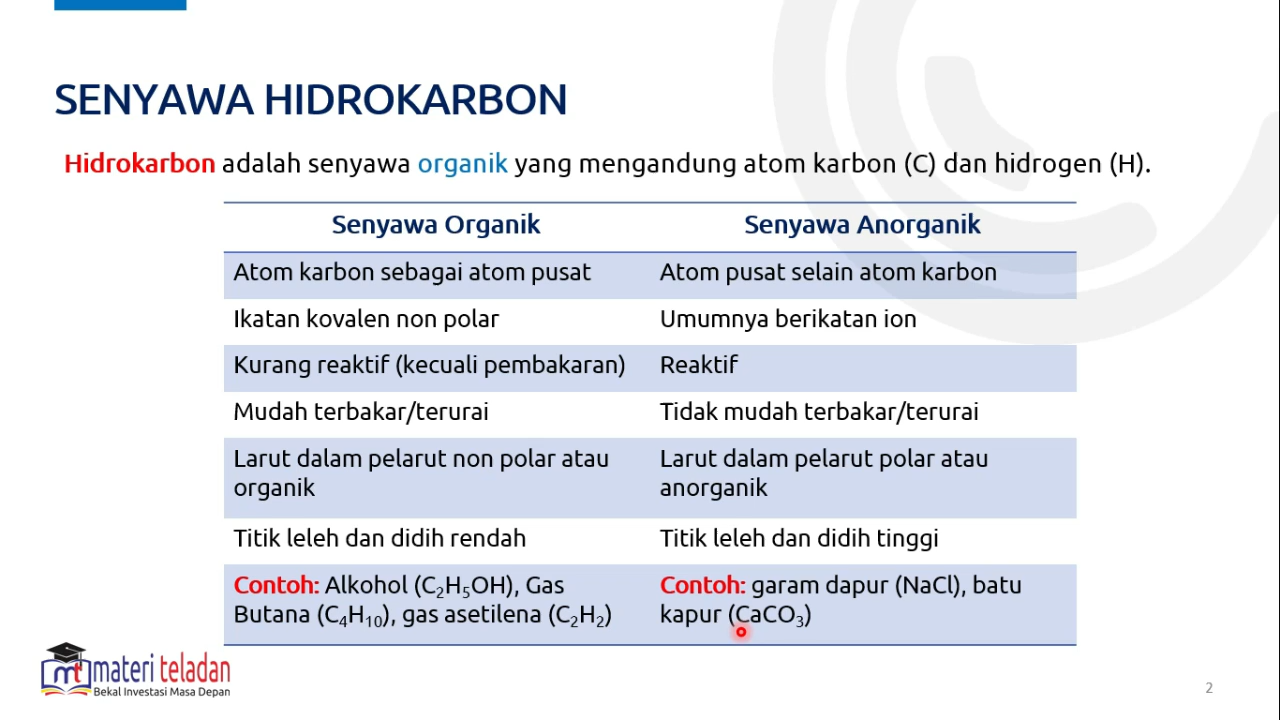 SENYAWA HIDROKARBON
Hidrokarbon adalah senyawa organik yang mengandung atom karbon (C) dan hidrogen (H).
Senyawa Organik
Senyawa Anorganik
Atom karbon sebagai atom pusat
Atom pusat selain atom karbon
Ikatan kovalen non polar
Umumnya berikatan ion
Kurang reaktif (kecuali pembakaran)
Reaktif
Mudah terbakar/terurai
Tidak mudah terbakar/terurai
Larut dalam pelarut non polar atau
organik
Larut dalam pelarut polar atau
anorganik
Titik leleh dan didih rendah
Titik leleh dan didih tinggi
Contoh: Alkohol (C₂H₅OH), Gas
Butana (C₄H₁₀), gas asetilena (C₂H₂)
Contoh: garam dapur (NaCl), batu
kapur (CaCO₃)
mt materi teladan
Bekal Investasi Masa Depan
2